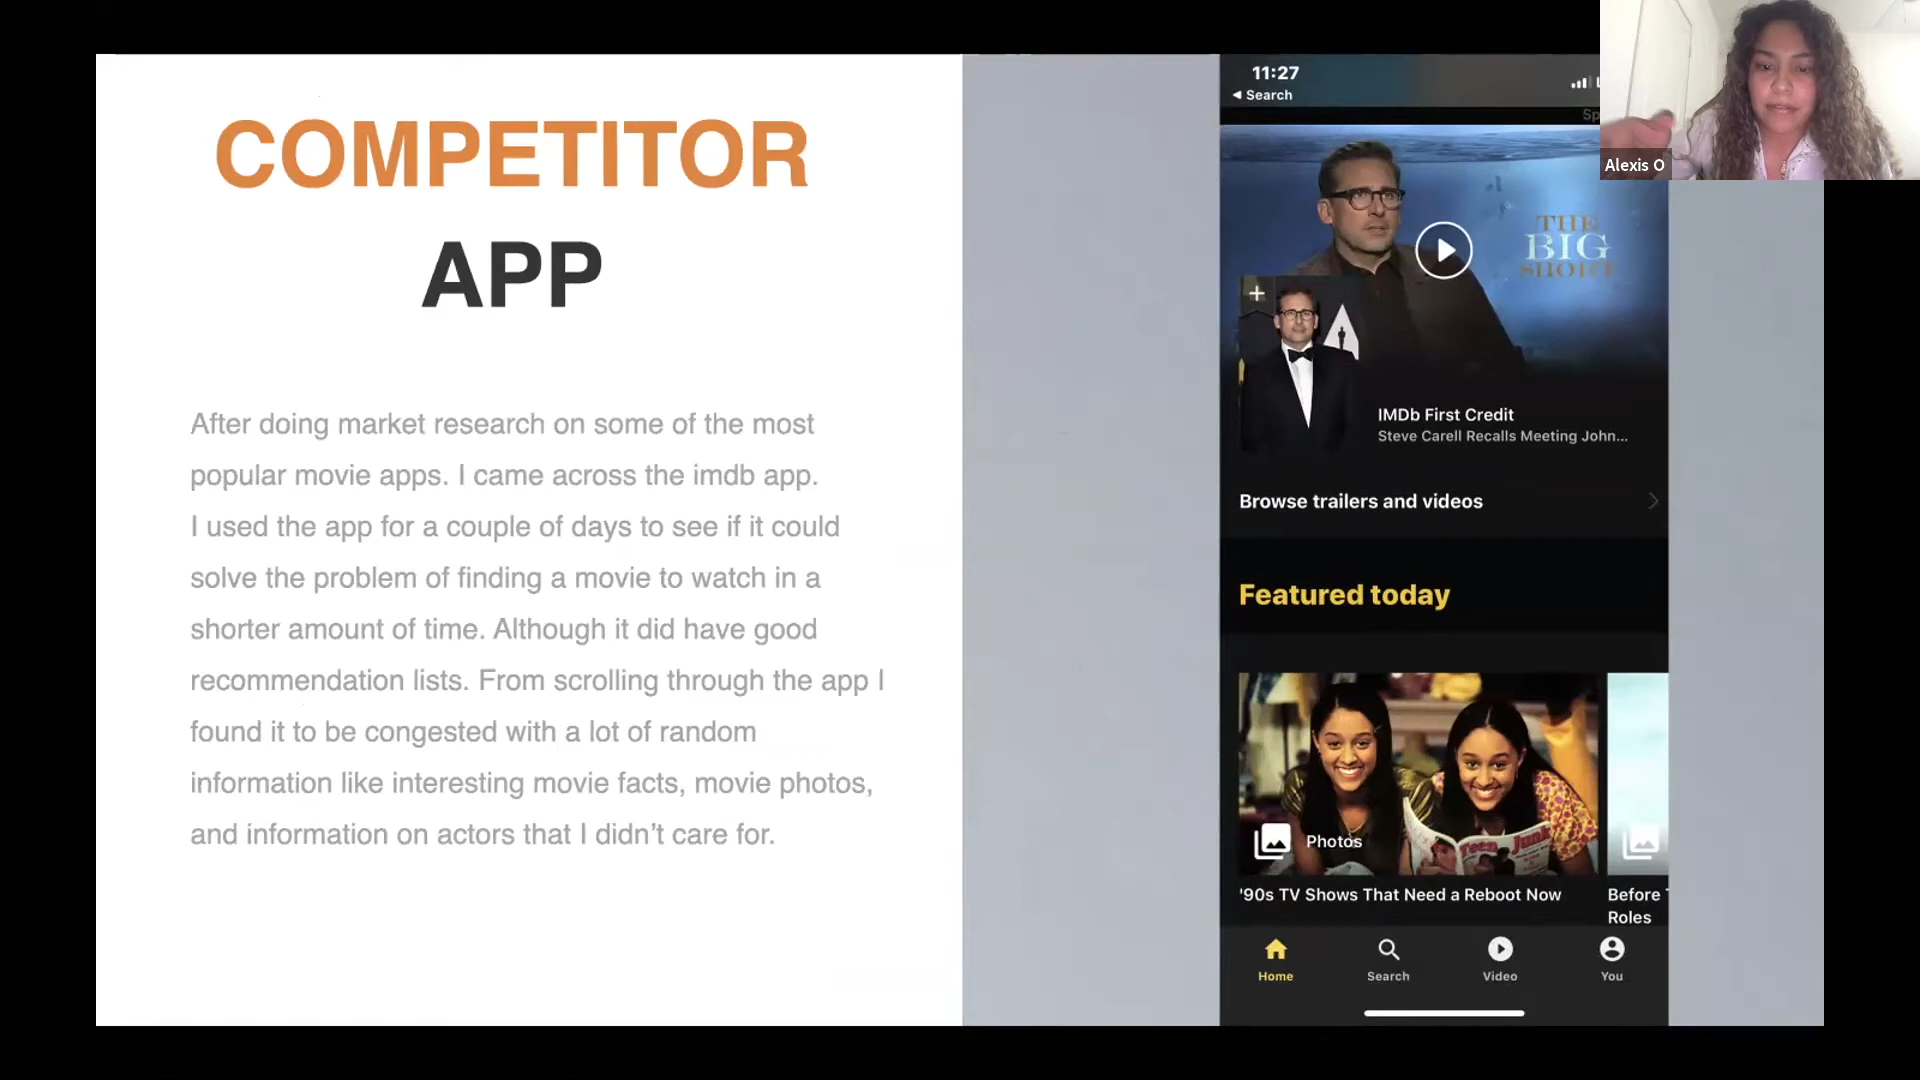 COMPETITOR
APP
After doing market research on some of the most
popular movie apps. I came across the imdb app.
I used the app for a couple of days to see if it could
solve the problem of finding a movie to watch in a
shorter amount of time. Although it did have good
recommendation lists. From scrolling through the app I
found it to be congested with a lot of random
information like interesting movie facts, movie photos,
and information on actors that I didn’t care for.
11:27
◀ Search
Sp
THE
BIG
SHORT
IMDb First Credit
Steve Carell Recalls Meeting John...
Browse trailers and videos
Featured today
Teen Junk
Photos
'90s TV Shows That Need a Reboot Now
Before T
Roles
Home
Search
Video
You
Alexis O